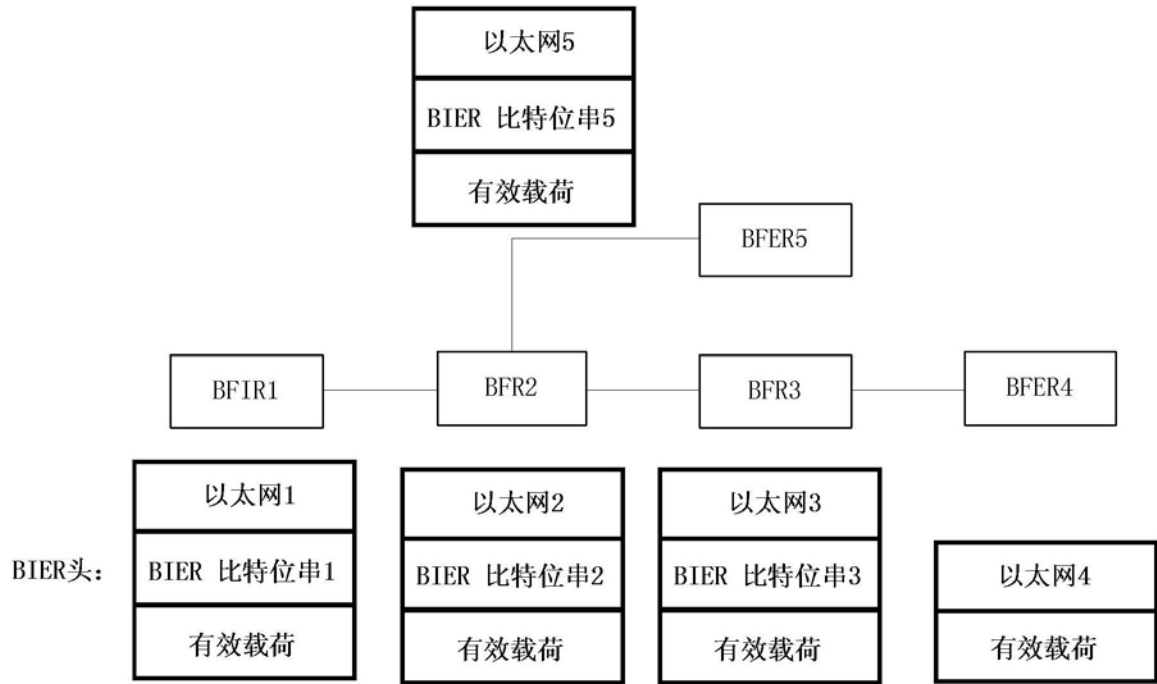 以太网5
BIER 比特位串5
有效载荷
BFER5
BFIR1
BFR2
BFR3
BFER4
BIER头：
以太网1
BIER 比特位串1
有效载荷
以太网2
BIER 比特位串2
有效载荷
以太网3
BIER 比特位串3
有效载荷
以太网4
有效载荷